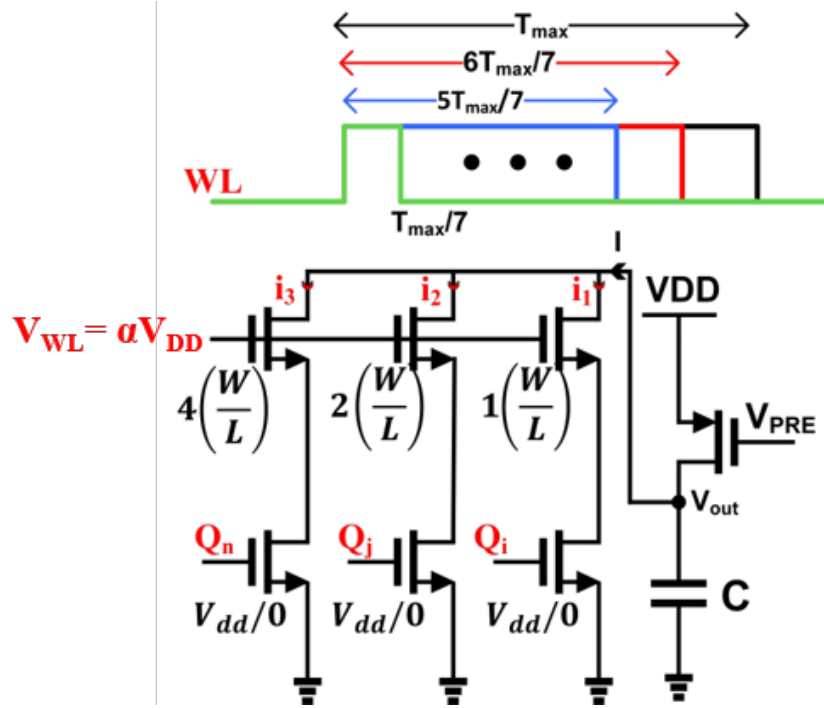 Tmax
6Tmax/7
5Tmax/7
WL
Tmax/7
I
i3 i2 i1
VDD
VWL= αVDD
4(W/L) 2(W/L) 1(W/L)
VPRE
Vout
Qn Qj Qi
C
Vdd/0 Vdd/0 Vdd/0